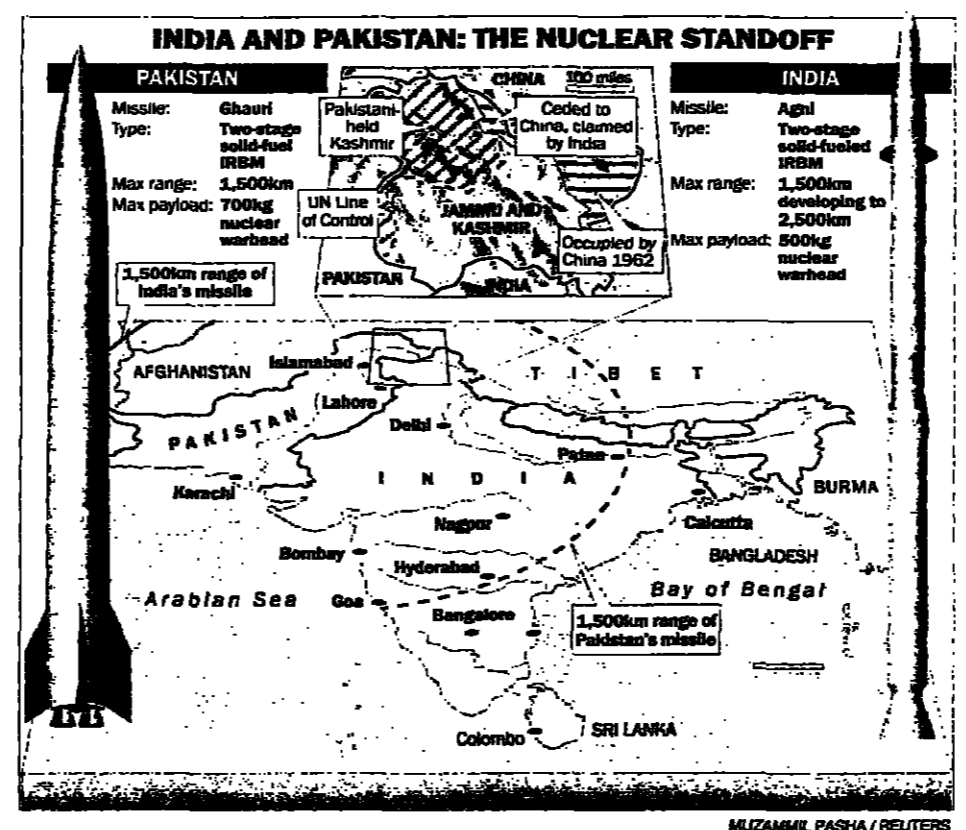 INDIA AND PAKISTAN: THE NUCLEAR STANDOFF
PAKISTAN
Missile: Ghauri
Type: Two-stage
solid-fuel
IRBM
Max range: 1,500km
Max payload: 700kg
nuclear
warhead
CHINA
100 miles
Pakistani-
held
Kashmir
Ceded to
China, claimed
by India
UN Line
of Control
JAMMU AND
KASHMIR
Occupied by
China 1962
PAKISTAN
INDIA
INDIA
Missile: Agni
Type: Two-stage
solid-fueled
IRBM
Max range: 1,500km
developing to
2,500km
Max payload: 500kg
nuclear
warhead
1,500km range of
India's missile
AFGHANISTAN
Islamabad
TIBET
Lahore
PAKISTAN
Delhi
Patna
INDIA
Karachi
BURMA
Nagpur
Calcutta
Bombay
BANGLADESH
Hyderabad
Arabian Sea
Goa
Bay of Bengal
Bangalore
1,500km range of
Pakistan's missile
SRI LANKA
Colombo
MUZAMMIL PASHA / REUTERS